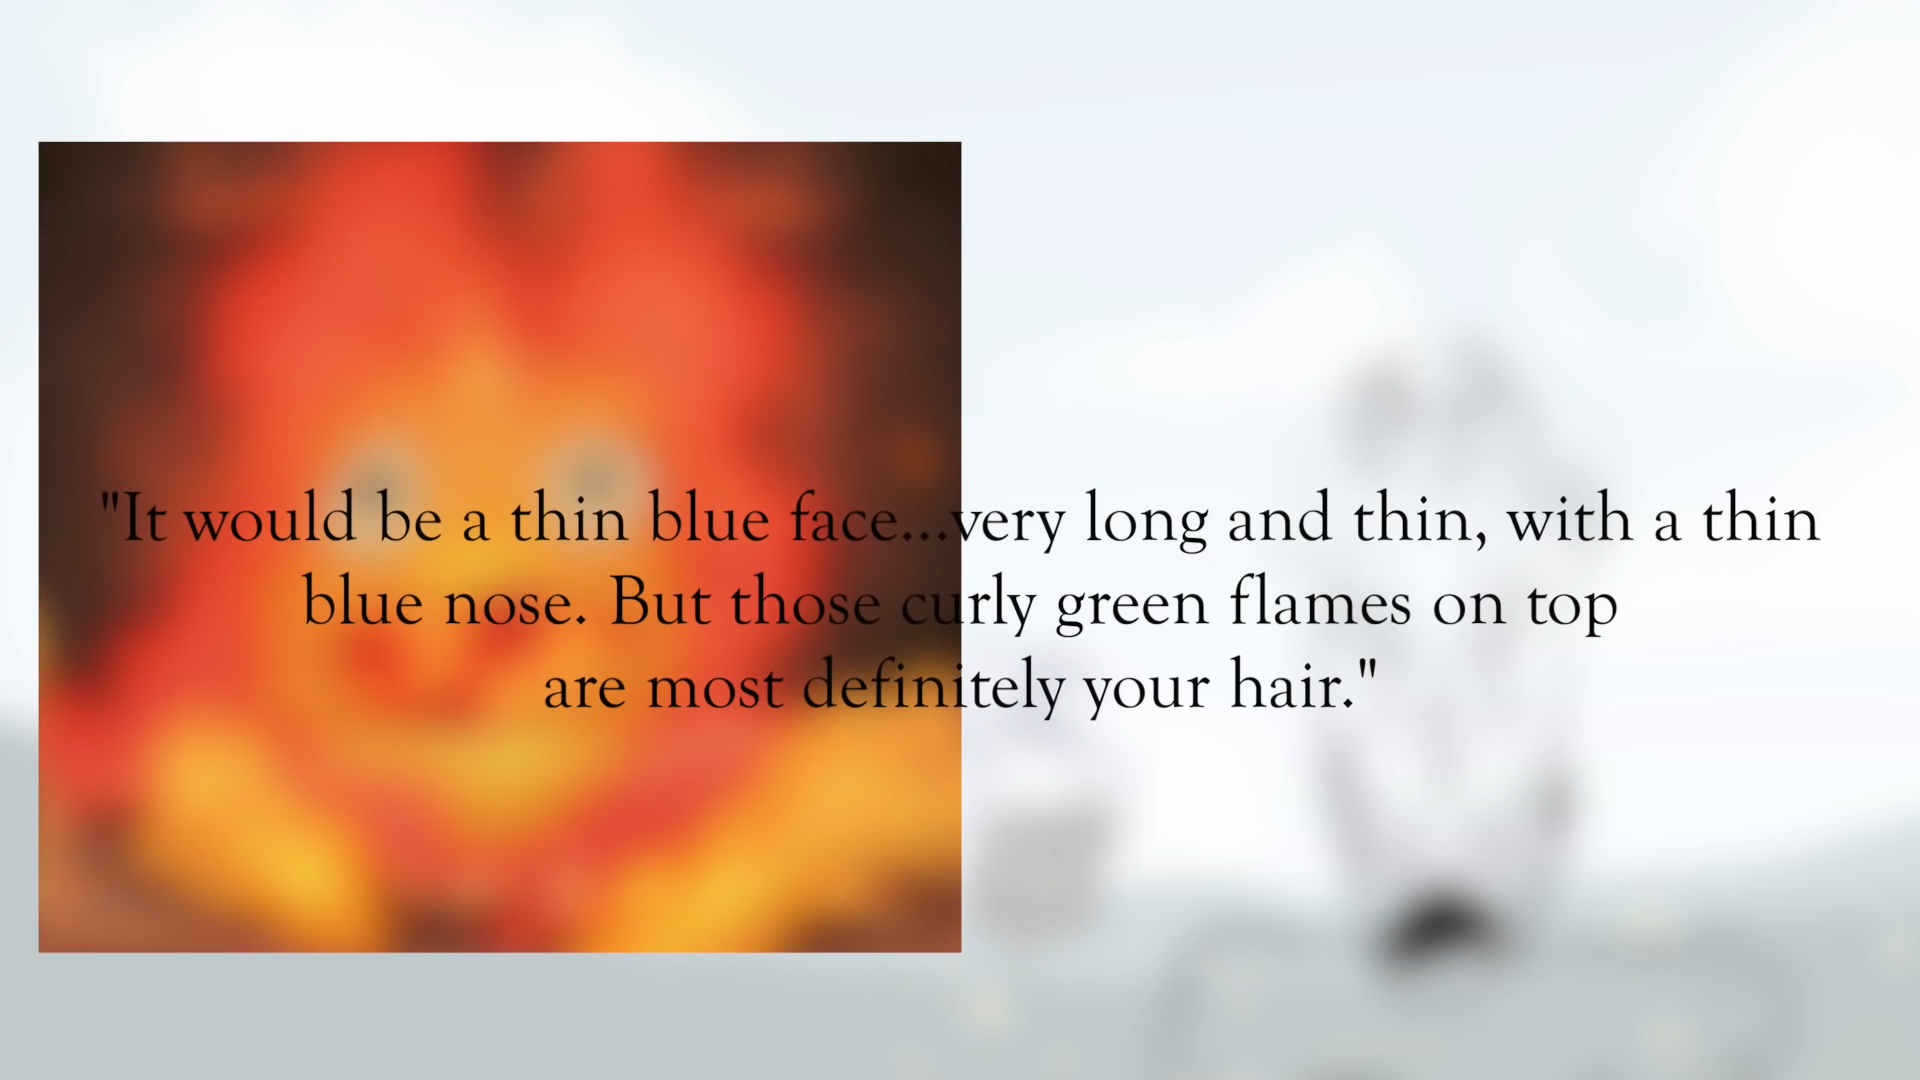 "It would be a thin blue face...very long and thin, with a thin
blue nose. But those curly green flames on top
are most definitely your hair."